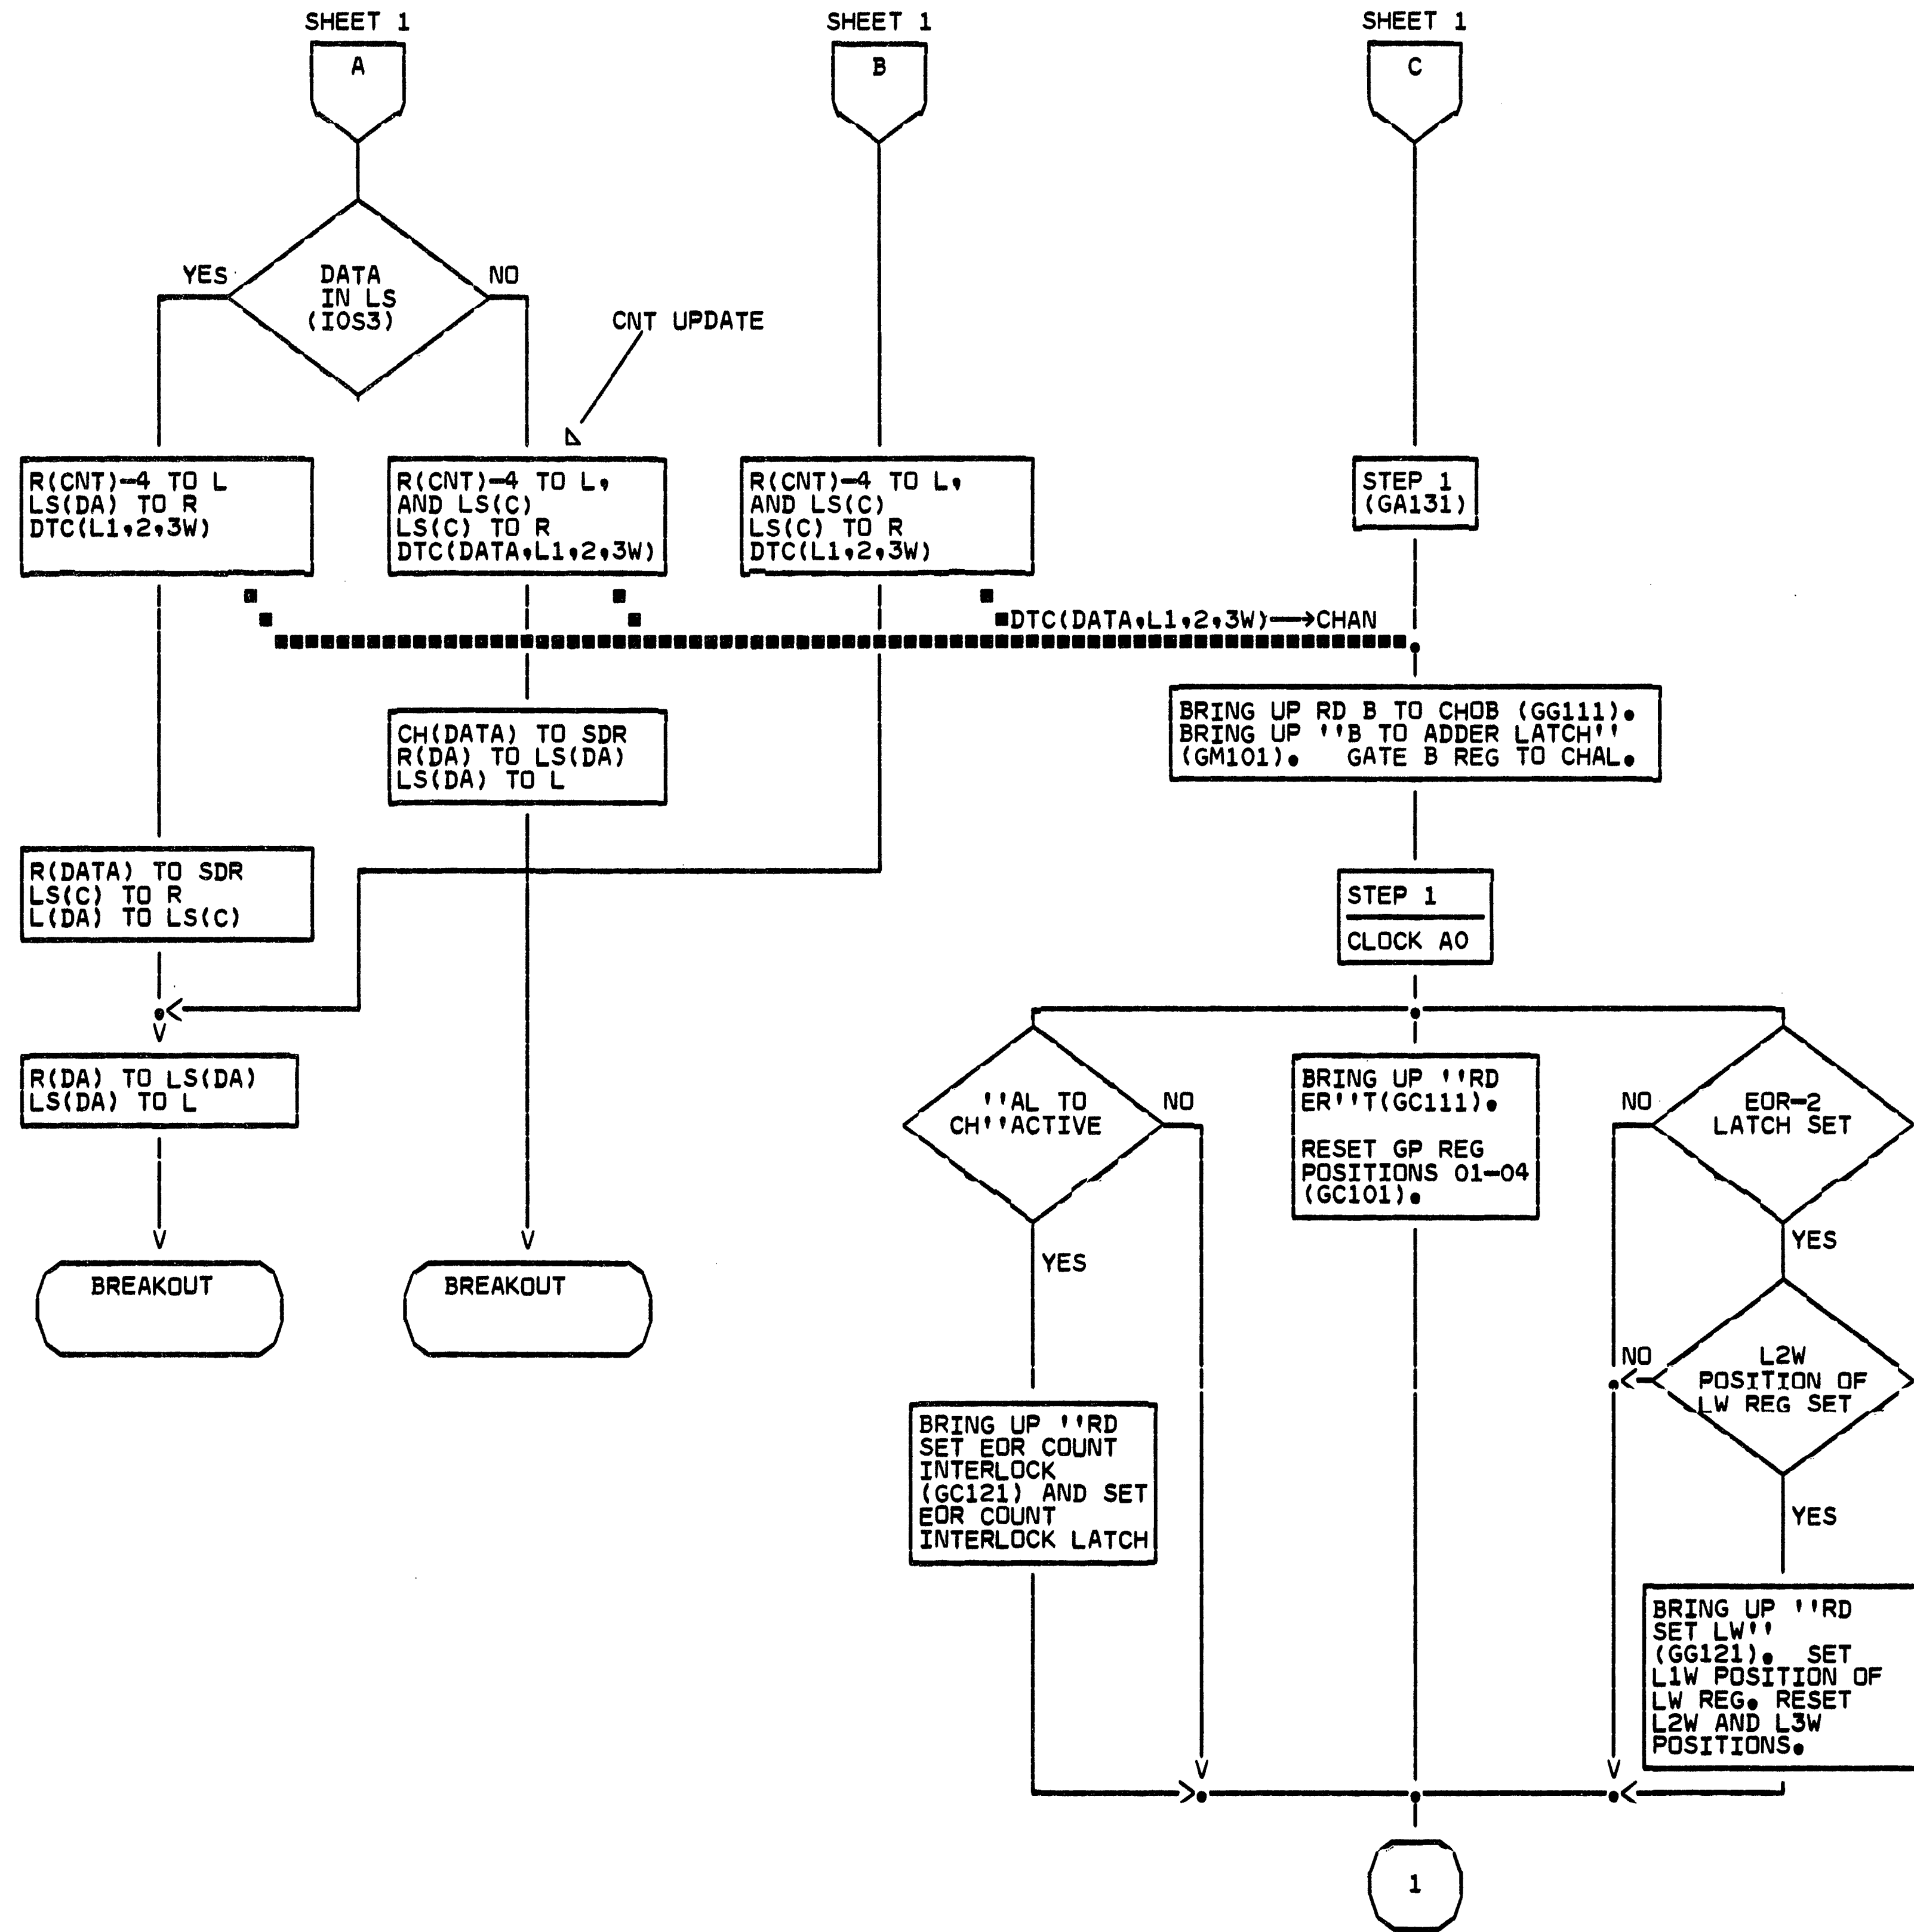 SHEET 1
A
SHEET 1
B
SHEET 1
C
YES
DATA
IN LS
(IOS3)
NO
CNT UPDATE
R(CNT)-4 TO L
LS(DA) TO R
DTC(L1,2,3W)
R(CNT)-4 TO L,
AND LS(C)
LS(C) TO R
DTC(DATA,L1,2,3W)
R(CNT)-4 TO L,
AND LS(C)
LS(C) TO R
DTC(L1,2,3W)
STEP 1
(GA131)
DTC(DATA,L1,2,3W)→CHAN
CH(DATA) TO SDR
R(DA) TO LS(DA)
LS(DA) TO L
BRING UP RD B TO CHOB (GG111).
BRING UP ''B TO ADDER LATCH''
(GM101).  GATE B REG TO CHAL.
R(DATA) TO SDR
LS(C) TO R
L(DA) TO LS(C)
STEP 1
CLOCK A0
R(DA) TO LS(DA)
LS(DA) TO L
BREAKOUT
BREAKOUT
''AL TO
CH''ACTIVE
NO
YES
BRING UP ''RD
ER''T(GC111).
RESET GP REG
POSITIONS 01-04
(GC101).
NO
EOR-2
LATCH SET
YES
NO
L2W
POSITION OF
LW REG SET
YES
BRING UP ''RD
SET EOR COUNT
INTERLOCK
(GC121) AND SET
EOR COUNT
INTERLOCK LATCH
BRING UP ''RD
SET LW''
(GG121).  SET
L1W POSITION OF
LW REG. RESET
L2W AND L3W
POSITIONS.
1